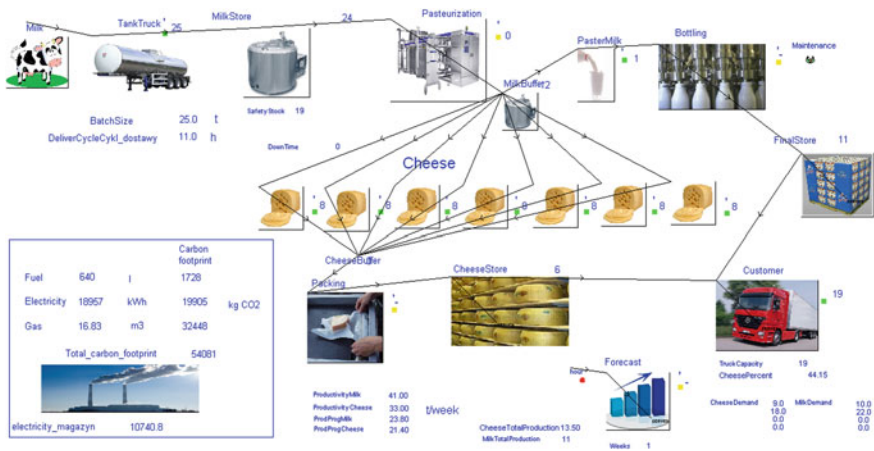 Milk
TankTruck
25
MilkStore
24
Pasteurization
0
PasterMilk
1
Bottling
Maintenance
BatchSize 25.0 t
DeliverCycleCykl_dostawy 11.0 h
SafetyStock 19
DownTime 0
MilkBuffer
12
FinalStore 11
Cheese
8
8
8
8
8
8
8
CheeseBuffer
Packing
CheeseStore 6
Customer
19
Carbon
footprint
Fuel 640 l 1728
Electricity 18957 kWh 19905 kg CO2
Gas 16.83 m3 32448
Total_carbon_footprint 54081
electricity_magazyn 10740.8
ProductivityMilk 41.00
ProductivityCheese 33.00
ProdProgMilk 23.80
ProdProgCheese 21.40
t/week
Forecast
hour
CheeseTotalProduction 13.50
MilkTotalProduction 11
Weeks 1
TruckCapacity 19
CheesePercent 44.15
CheeseDemand 9.0 MilkDemand 10.0
18.0 22.0
0.0 0.0
0.0 0.0